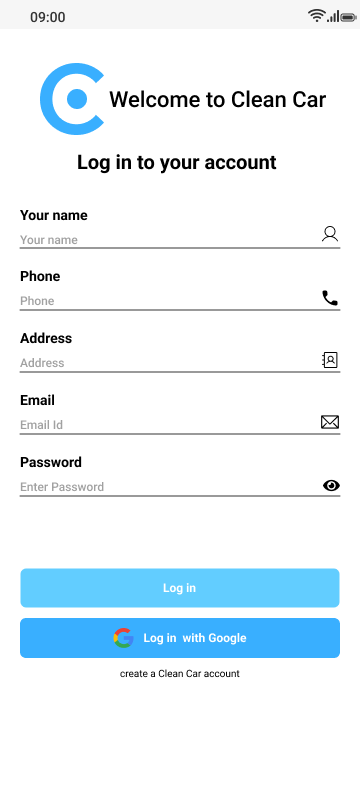 09:00
Welcome to Clean Car
Log in to your account
Your name
Your name
Phone
Phone
Address
Address
Email
Email Id
Password
Enter Password
Log in
Log in with Google
create a Clean Car account